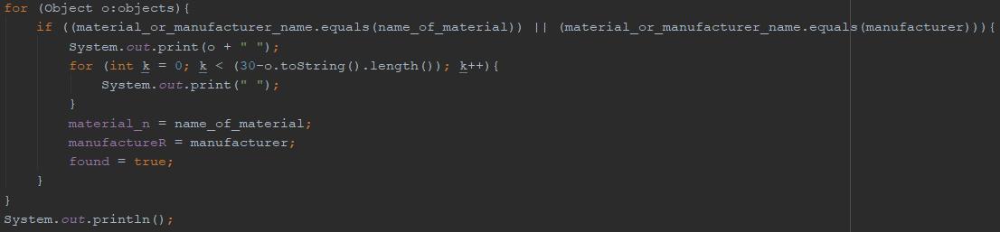 for (Object o:objects){
    if ((material_or_manufacturer_name.equals(name_of_material)) || (material_or_manufacturer_name.equals(manufacturer))){
        System.out.print(o + " ");
        for (int k = 0; k < (30-o.toString().length()); k++){
            System.out.print(" ");
        }
        material_n = name_of_material;
        manufactureR = manufacturer;
        found = true;
    }
}
System.out.println();